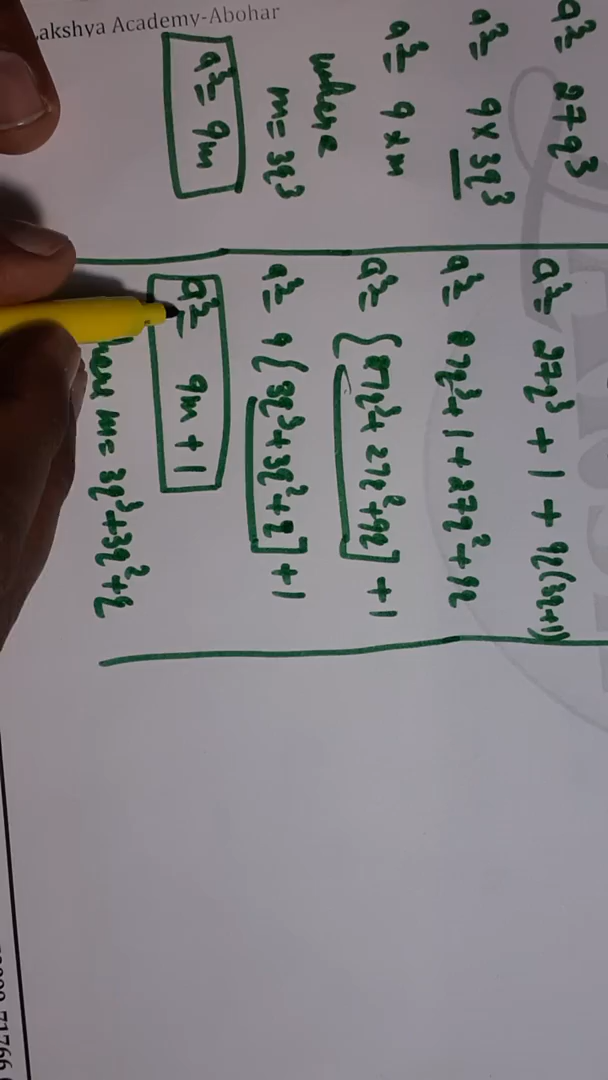 Lakshya Academy-Abohar
a³ = 27q³
a³ = 9 × 3q³
a³ = 9 × m
where
m = 3q³
a³ = 9m
a³ = 27q³ + 1 + 9q(3q+1)
a³ = 27q³ + 1 + 27q² + 9q
a³ = [27q³ + 27q² + 9q] + 1
a³ = 9(3q³ + 3q² + q] + 1
a³ = 9m + 1
here m = 3q³ + 3q² + q